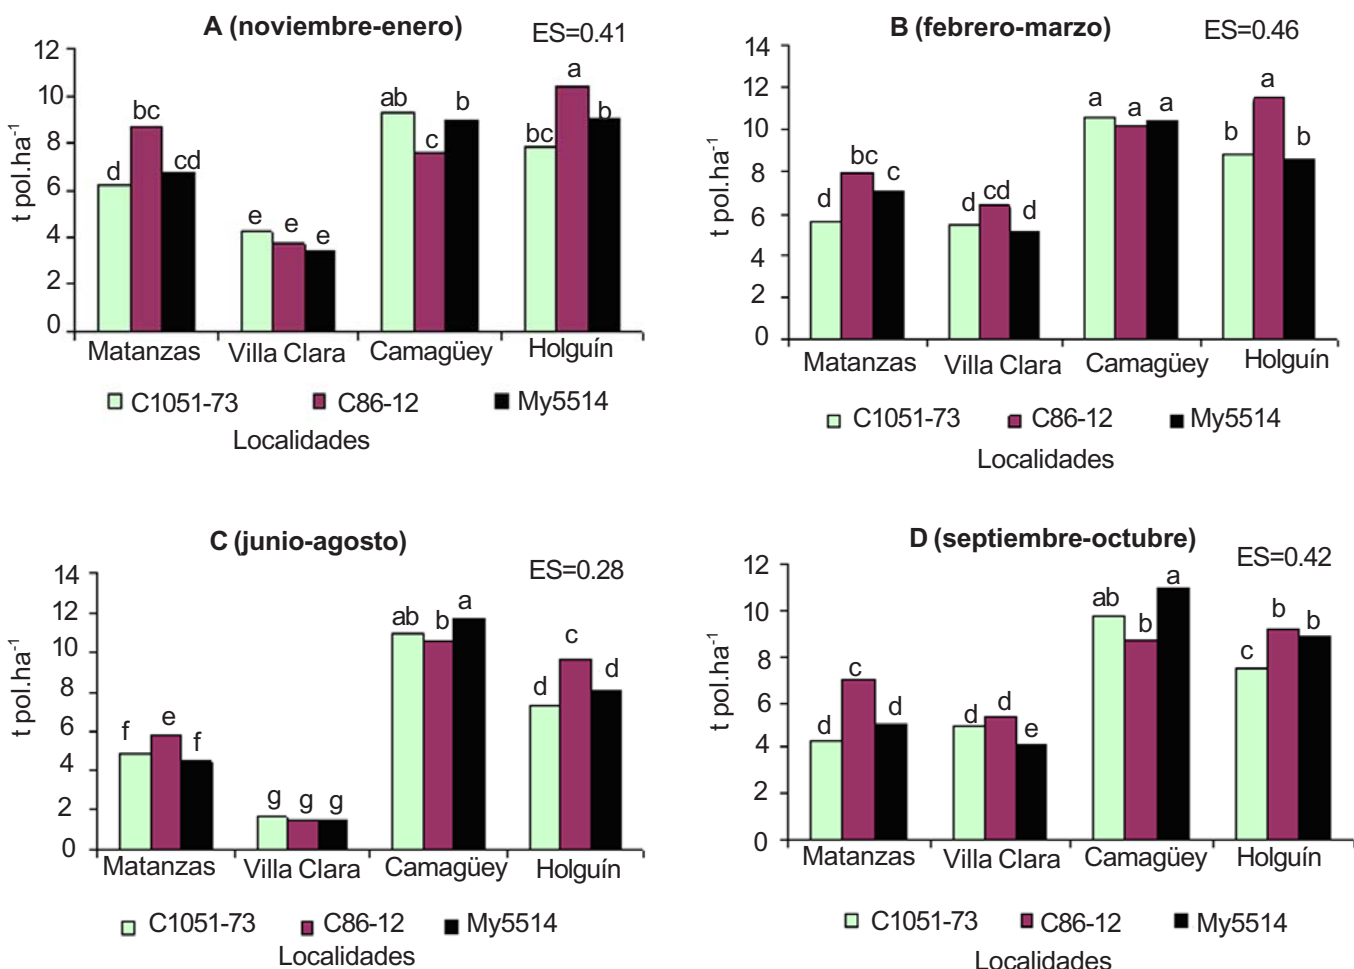 A (noviembre-enero)
ES=0.41
t pol.ha-1
12
10
8
6
4
2
0
d bc cd
e e e
ab c b
bc a b
Matanzas Villa Clara Camagüey Holguín
C1051-73 C86-12 My5514
Localidades
B (febrero-marzo)
ES=0.46
t pol.ha-1
14
12
10
8
6
4
2
0
d bc c
d cd d
a a a
b a b
Matanzas Villa Clara Camagüey Holguín
C1051-73 C86-12 My5514
Localidades
C (junio-agosto)
ES=0.28
t pol.ha-1
14
12
10
8
6
4
2
0
f e f
g g g
ab b a
d c d
Matanzas Villa Clara Camagüey Holguín
C1051-73 C86-12 My5514
Localidades
D (septiembre-octubre)
ES=0.42
t pol.ha-1
12
10
8
6
4
2
0
d c d
d d e
ab b a
c b b
Matanzas Villa Clara Camagüey Holguín
C1051-73 C86-12 My5514
Localidades